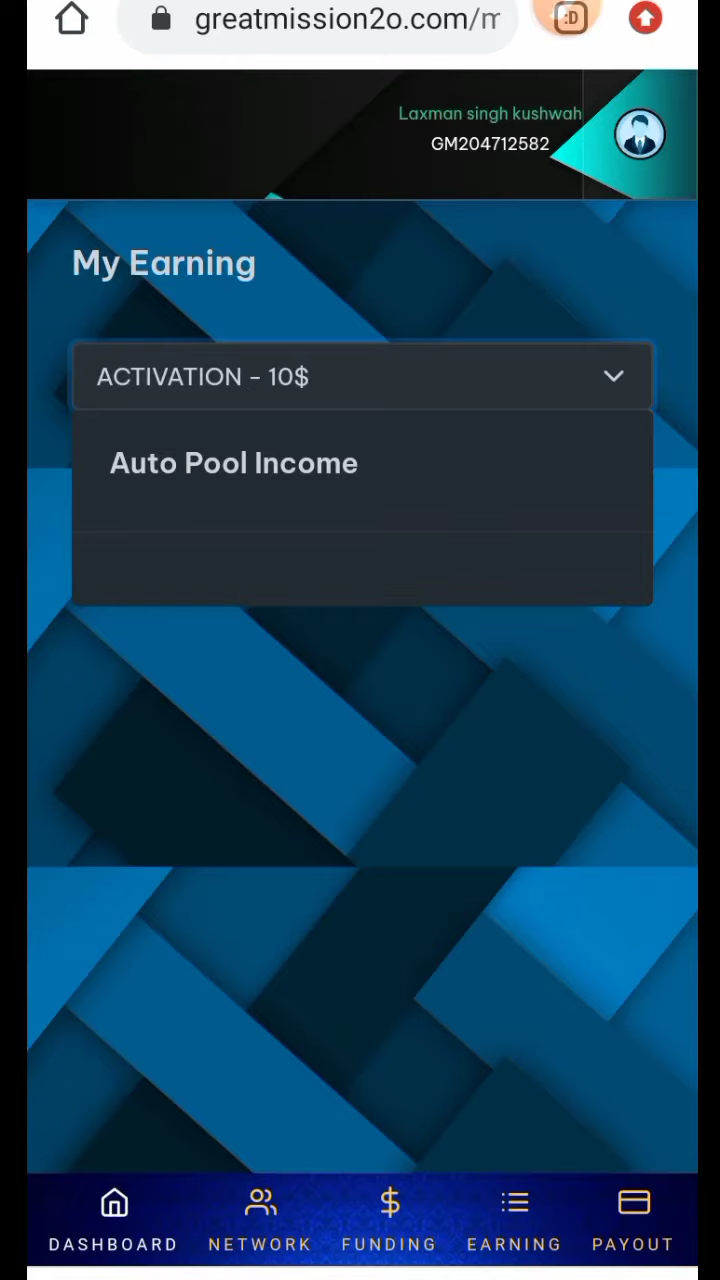 greatmission2o.com/m
:D
Laxman singh kushwah
GM204712582
My Earning
ACTIVATION - 10$
Auto Pool Income
DASHBOARD NETWORK FUNDING EARNING PAYOUT